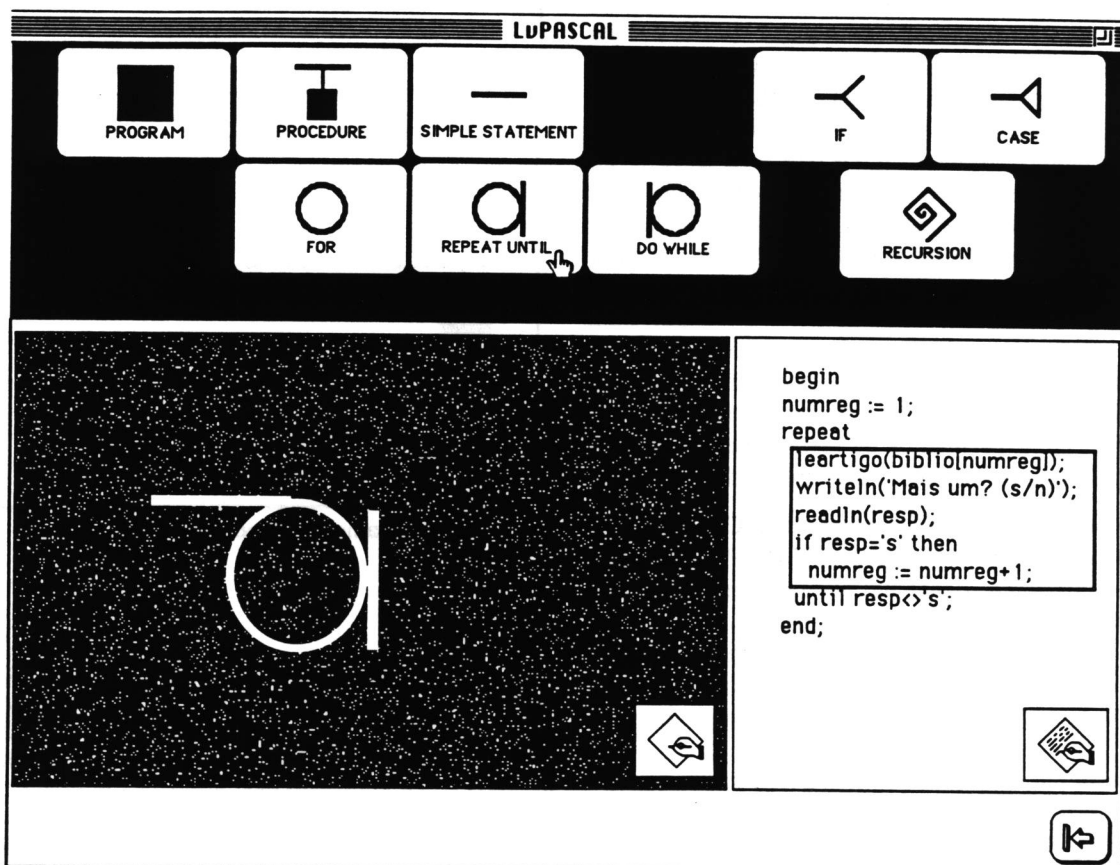 LvPASCAL
PROGRAM
PROCEDURE
SIMPLE STATEMENT
IF
CASE
FOR
REPEAT UNTIL
DO WHILE
RECURSION
begin
numreg := 1;
repeat
leartigo(biblio[numreg]);
writeln('Mais um? (s/n)');
readln(resp);
if resp='s' then
numreg := numreg+1;
until resp<>'s';
end;